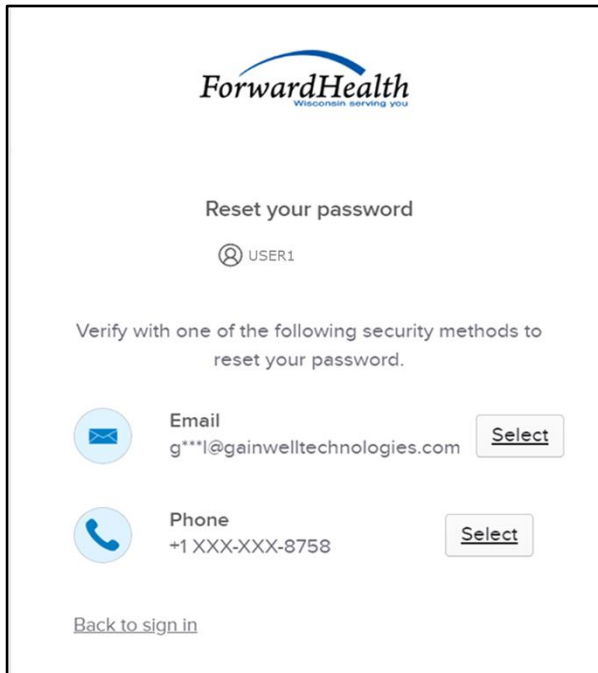 ForwardHealth
Wisconsin serving you
Reset your password
USER1
Verify with one of the following security methods to
reset your password.
Email
g***l@gainwelltechnologies.com
Select
Phone
+1 XXX-XXX-8758
Select
Back to sign in